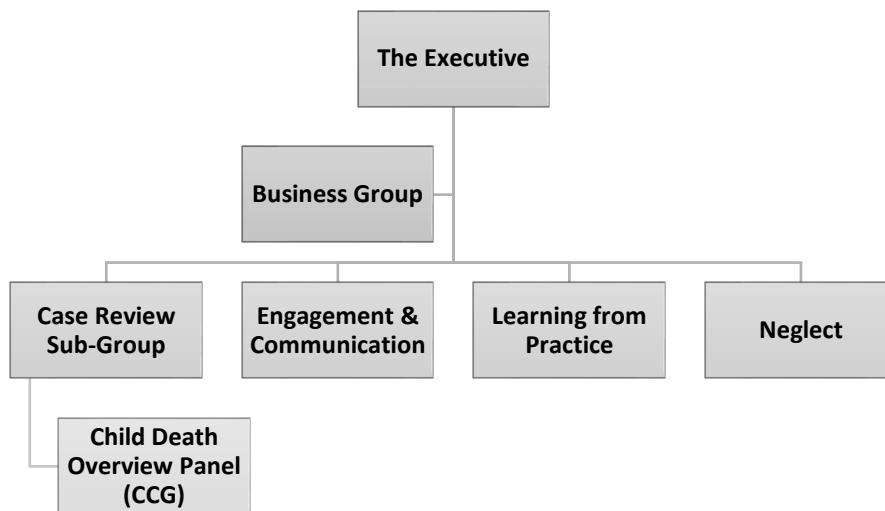 The Executive
Business Group
Case Review
Sub-Group
Engagement &
Communication
Learning from
Practice
Neglect
Child Death
Overview Panel
(CCG)